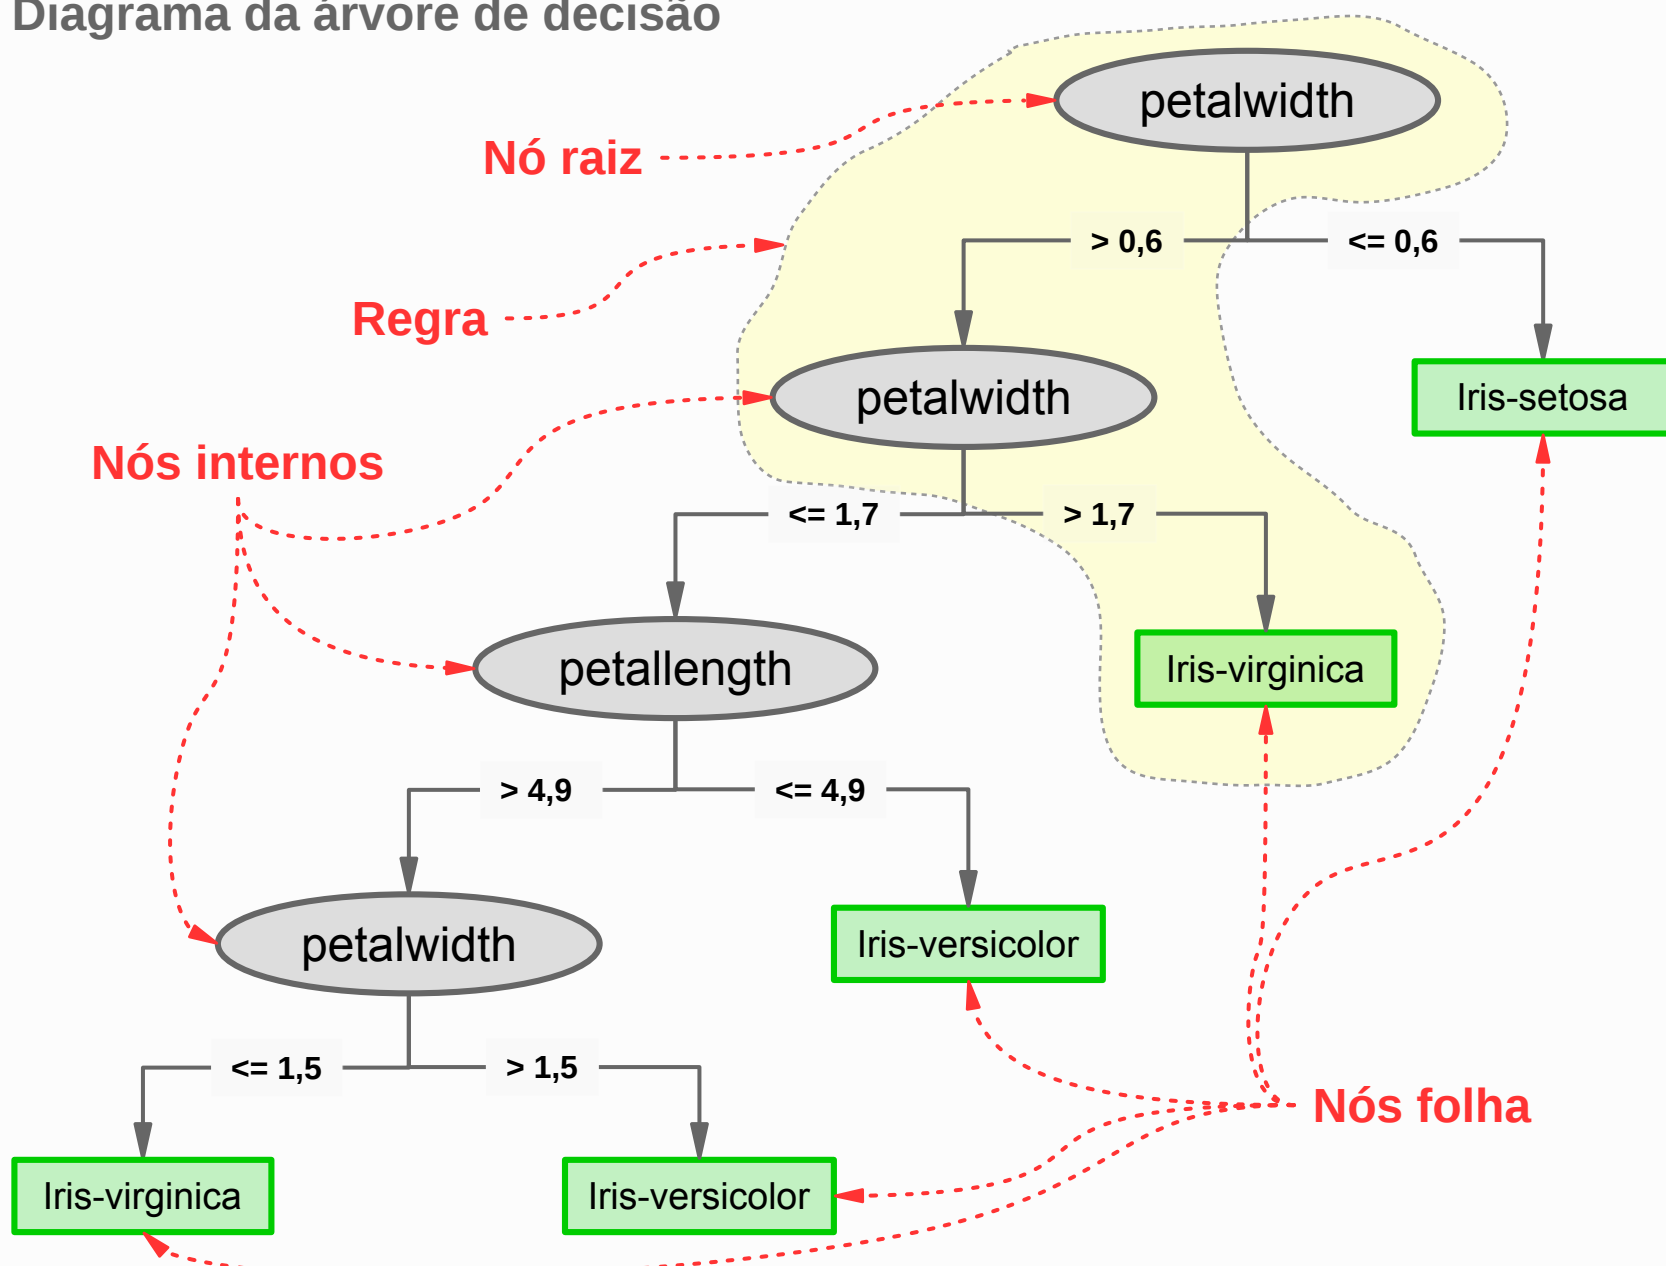 Diagrama da árvore de decisão
petalwidth
Nó raiz
> 0,6
<= 0,6
Regra
petalwidth
Iris-setosa
Nós internos
<= 1,7
> 1,7
petallength
Iris-virginica
> 4,9
<= 4,9
petalwidth
Iris-versicolor
<= 1,5
> 1,5
Nós folha
Iris-virginica
Iris-versicolor